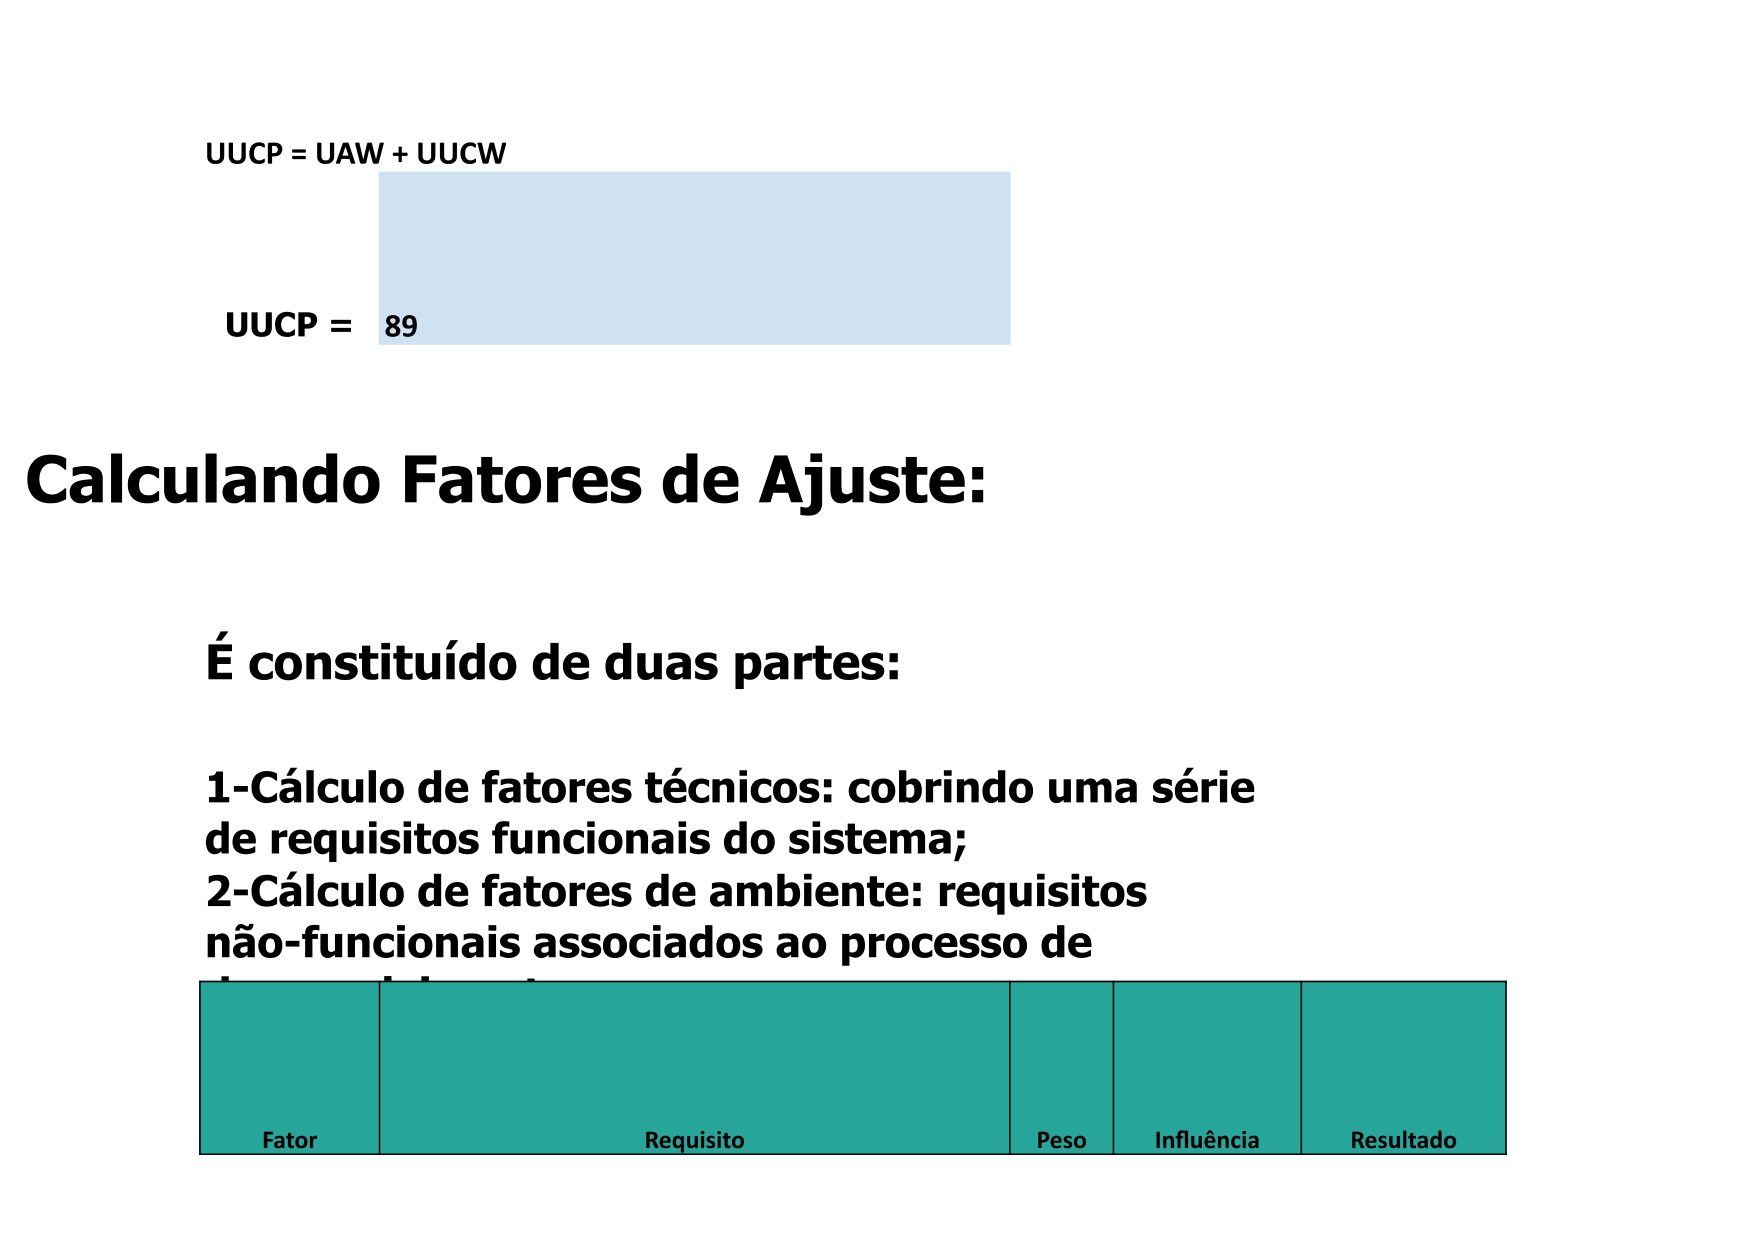 UUCP = UAW + UUCW
UUCP = 89
Calculando Fatores de Ajuste:
É constituído de duas partes:
1-Cálculo de fatores técnicos: cobrindo uma série
de requisitos funcionais do sistema;
2-Cálculo de fatores de ambiente: requisitos
não-funcionais associados ao processo de
Fator Requisito Peso Influência Resultado